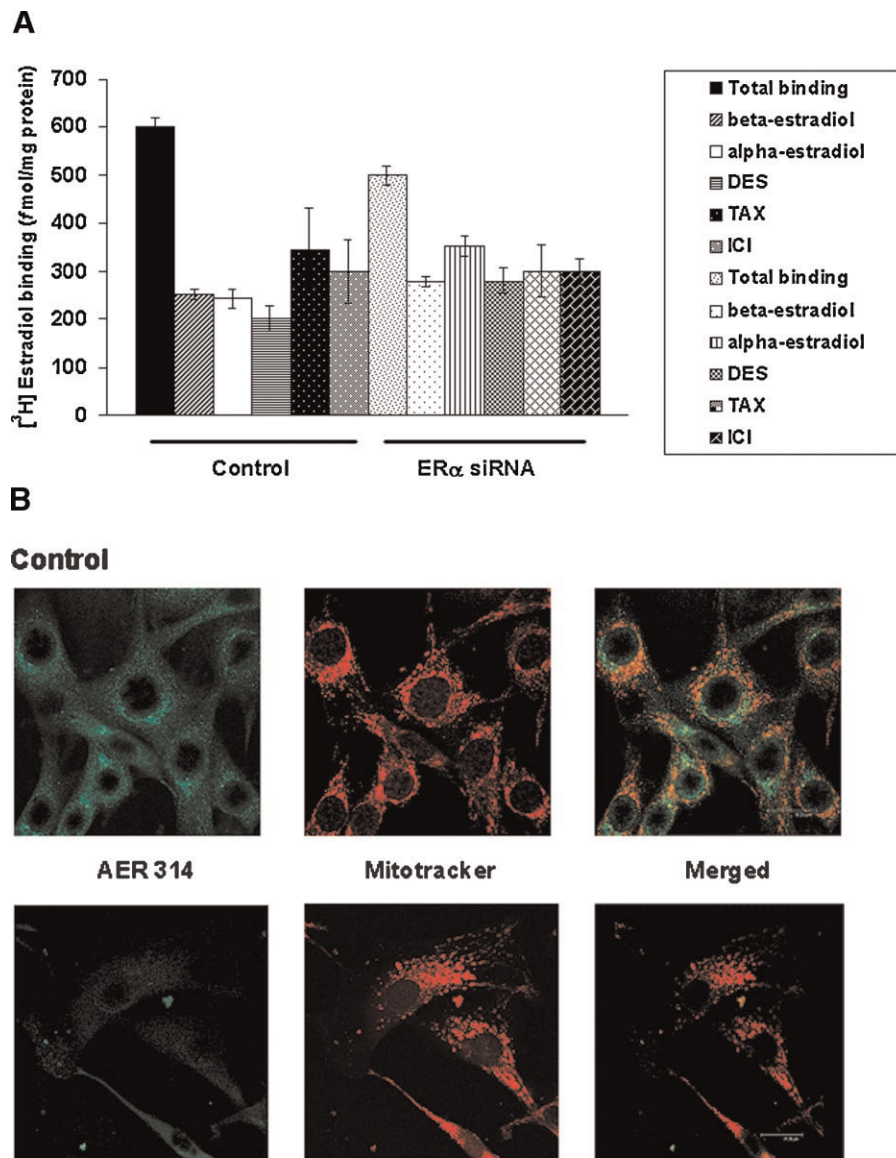 A
[³H] Estradiol binding (fmol/mg protein)
700
600
500
400
300
200
100
0
Control
ERα siRNA
Total binding
beta-estradiol
alpha-estradiol
DES
TAX
ICI
Total binding
beta-estradiol
alpha-estradiol
DES
TAX
ICI
B
Control
AER 314
Mitotracker
Merged